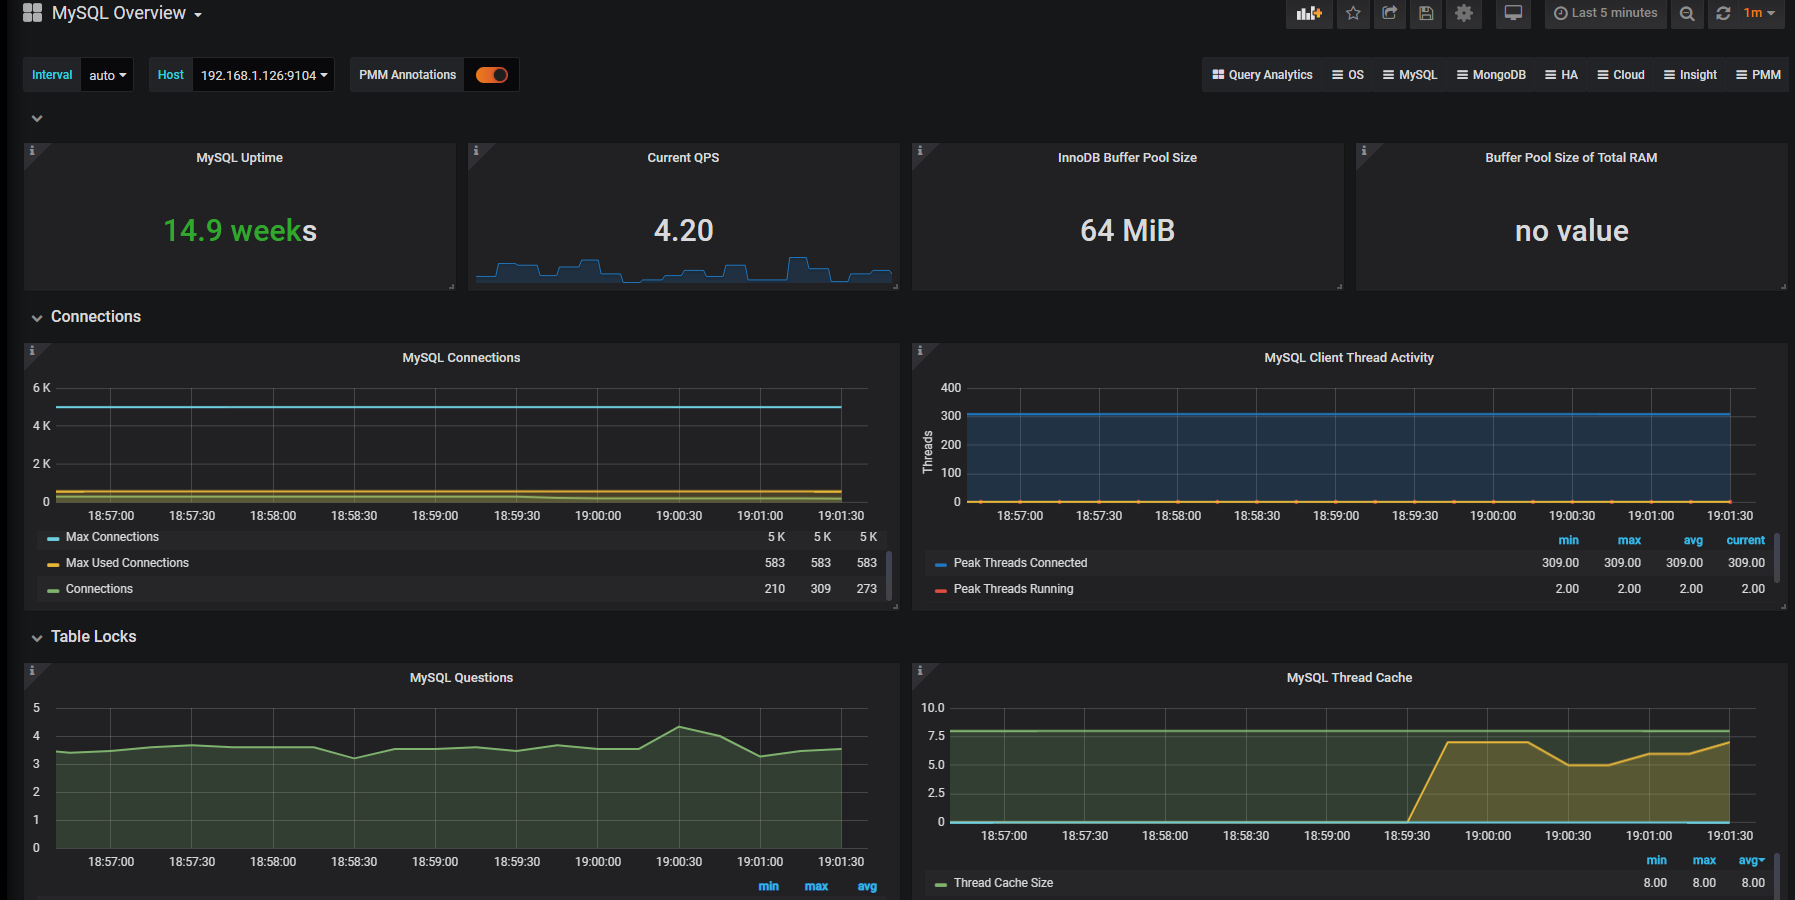 MySQL Overview
Last 5 minutes 1m
Interval auto Host 192.168.1.126:9104 PMM Annotations
Query Analytics OS MySQL MongoDB HA Cloud Insight PMM
MySQL Uptime
14.9 weeks
Current QPS
4.20
InnoDB Buffer Pool Size
64 MiB
Buffer Pool Size of Total RAM
no value
Connections
MySQL Connections
6 K
4 K
2 K
0
18:57:00 18:57:30 18:58:00 18:58:30 18:59:00 18:59:30 19:00:00 19:00:30 19:01:00 19:01:30
Max Connections 5 K 5 K 5 K
Max Used Connections 583 583 583
Connections 210 309 273
MySQL Client Thread Activity
Threads
400
300
200
100
0
18:57:00 18:57:30 18:58:00 18:58:30 18:59:00 18:59:30 19:00:00 19:00:30 19:01:00 19:01:30
min max avg current
Peak Threads Connected 309.00 309.00 309.00 309.00
Peak Threads Running 2.00 2.00 2.00 2.00
Table Locks
MySQL Questions
5
4
3
2
1
0
18:57:00 18:57:30 18:58:00 18:58:30 18:59:00 18:59:30 19:00:00 19:00:30 19:01:00 19:01:30
min max avg
MySQL Thread Cache
10.0
7.5
5.0
2.5
0
18:57:00 18:57:30 18:58:00 18:58:30 18:59:00 18:59:30 19:00:00 19:00:30 19:01:00 19:01:30
min max avg
Thread Cache Size 8.00 8.00 8.00